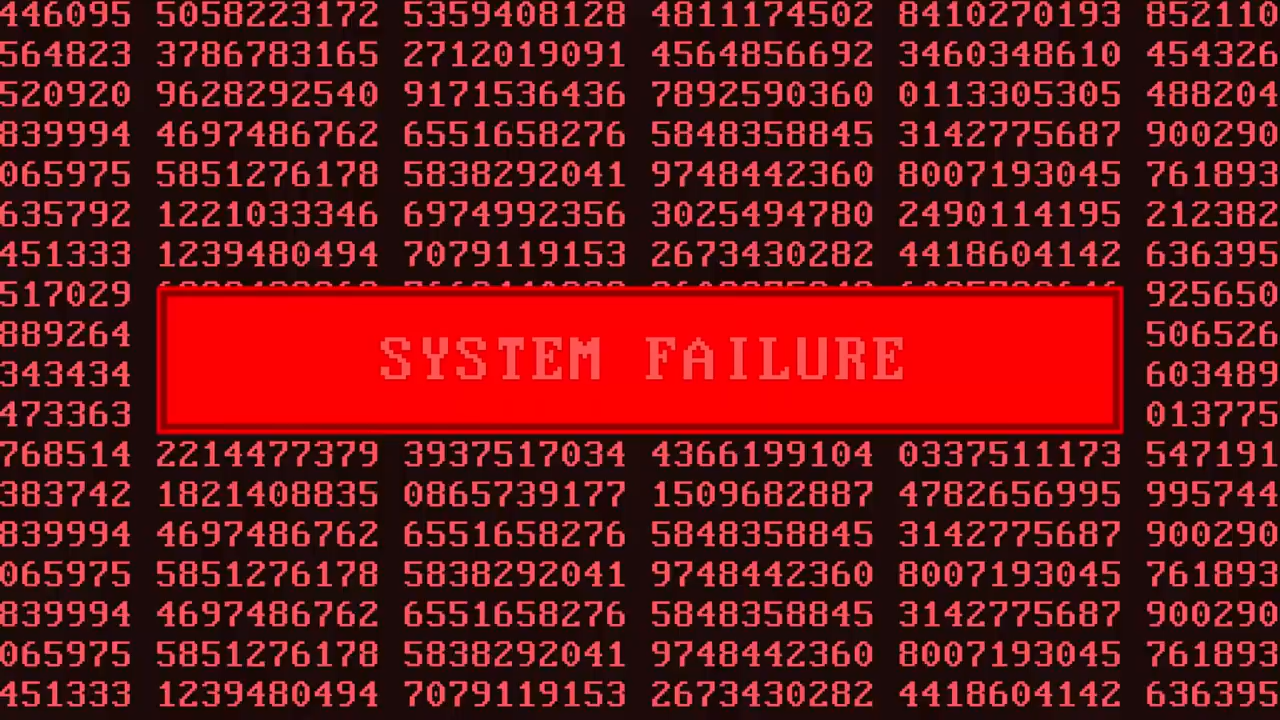 446095 5058223172 5359408128 4811174502 8410270193 852110
564823 3786783165 2712019091 4564856692 3460348610 454326
520920 9628292540 9171536436 7892590360 0113305305 488204
839994 4697486762 6551658276 5848358845 3142775687 900290
065975 5851276178 5838292041 9748442360 8007193045 761893
635792 1221033346 6974992356 3025494780 2490114195 212382
451333 1239480494 7079119153 2673430282 4418604142 636395
517029 925650
889264 506526
SYSTEM FAILURE
343434 603489
473363 013775
768514 2214477379 3937517034 4366199104 0337511173 547191
383742 1821408835 0865739177 1509682887 4782656995 995744
839994 4697486762 6551658276 5848358845 3142775687 900290
065975 5851276178 5838292041 9748442360 8007193045 761893
839994 4697486762 6551658276 5848358845 3142775687 900290
065975 5851276178 5838292041 9748442360 8007193045 761893
451333 1239480494 7079119153 2673430282 4418604142 636395